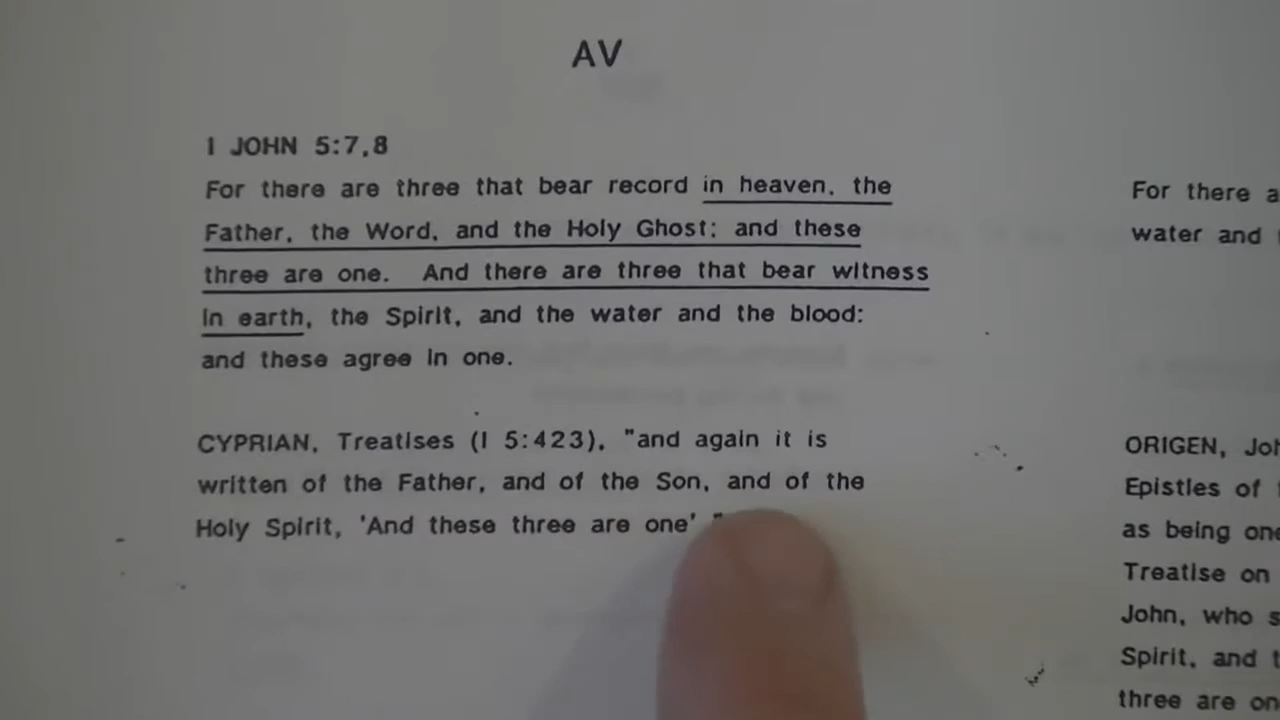 AV
1 JOHN 5:7,8
For there are three that bear record in heaven, the
Father, the Word, and the Holy Ghost: and these
three are one. And there are three that bear witness
in earth, the Spirit, and the water and the blood:
and these agree in one.
CYPRIAN, Treatises (I 5:423), "and again it is
written of the Father, and of the Son, and of the
Holy Spirit, 'And these three are one' "
For there
water and
ORIGEN,
Epistles of
as being
Treatise on
John, who
Spirit, and
three are